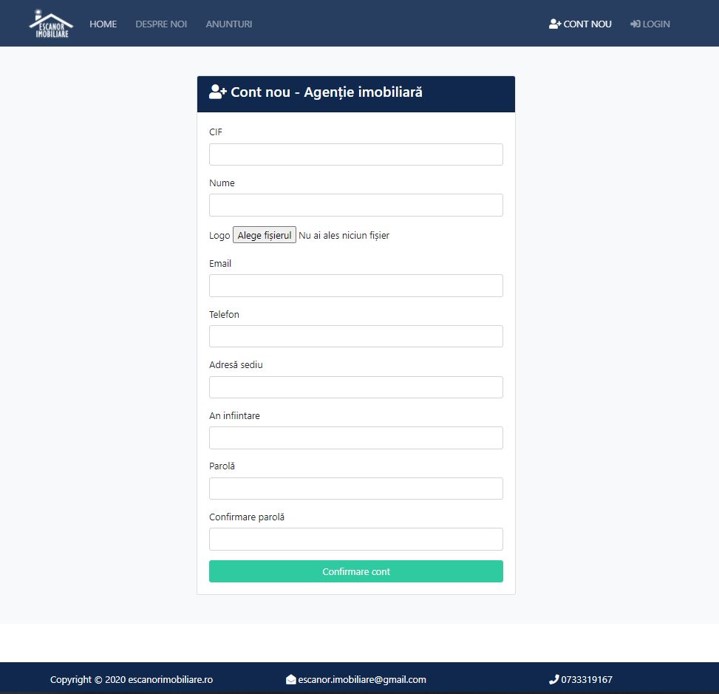 ESCANOR
IMOBILIARE
HOME DESPRE NOI ANUNTURI CONT NOU LOGIN
Cont nou - Agenție imobiliară
CIF
Nume
Logo Alege fișierul Nu ai ales niciun fișier
Email
Telefon
Adresă sediu
An infiintare
Parolă
Confirmare parolă
Confirmare cont
Copyright © 2020 escanorimobiliare.ro escanor.imobiliare@gmail.com 0733319167